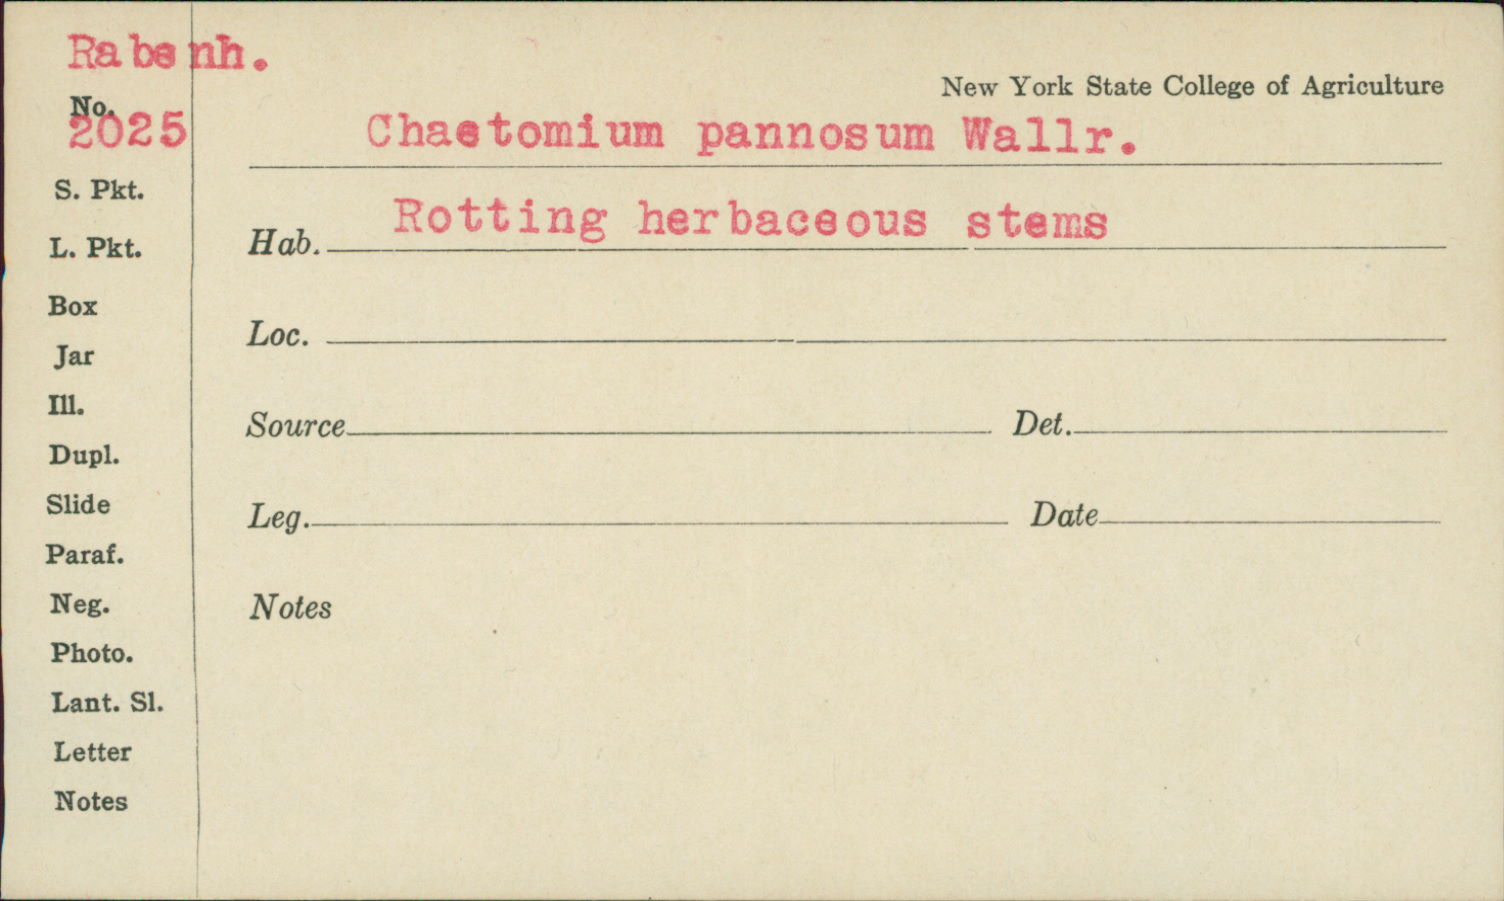 Rabenh.
New York State College of Agriculture
No.
2025
Chaetomium pannosum Wallr.
S. Pkt.
Hab. Rotting herbaceous stems
L. Pkt.
Box
Loc.
Jar
Ill.
Source Det.
Dupl.
Slide
Leg. Date
Paraf.
Neg.
Notes
Photo.
Lant. Sl.
Letter
Notes